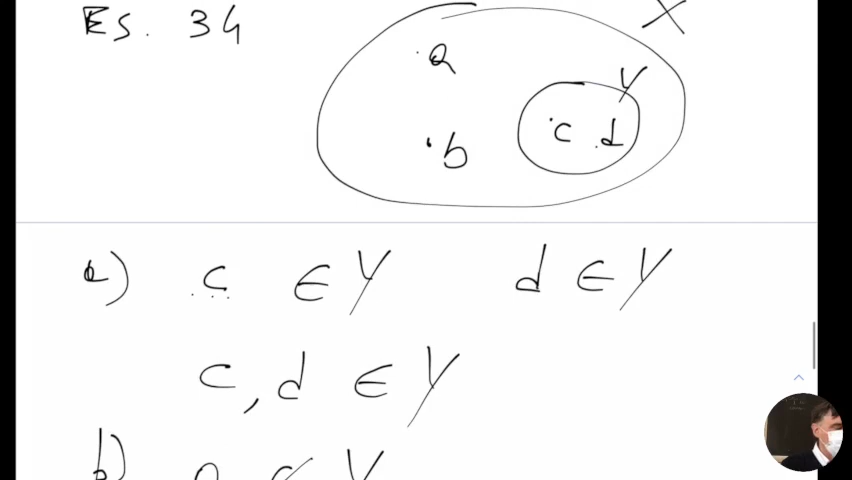 Es. 34
X
a
Y
c d
b
a) c ∈ Y d ∈ Y
c, d ∈ Y
b)